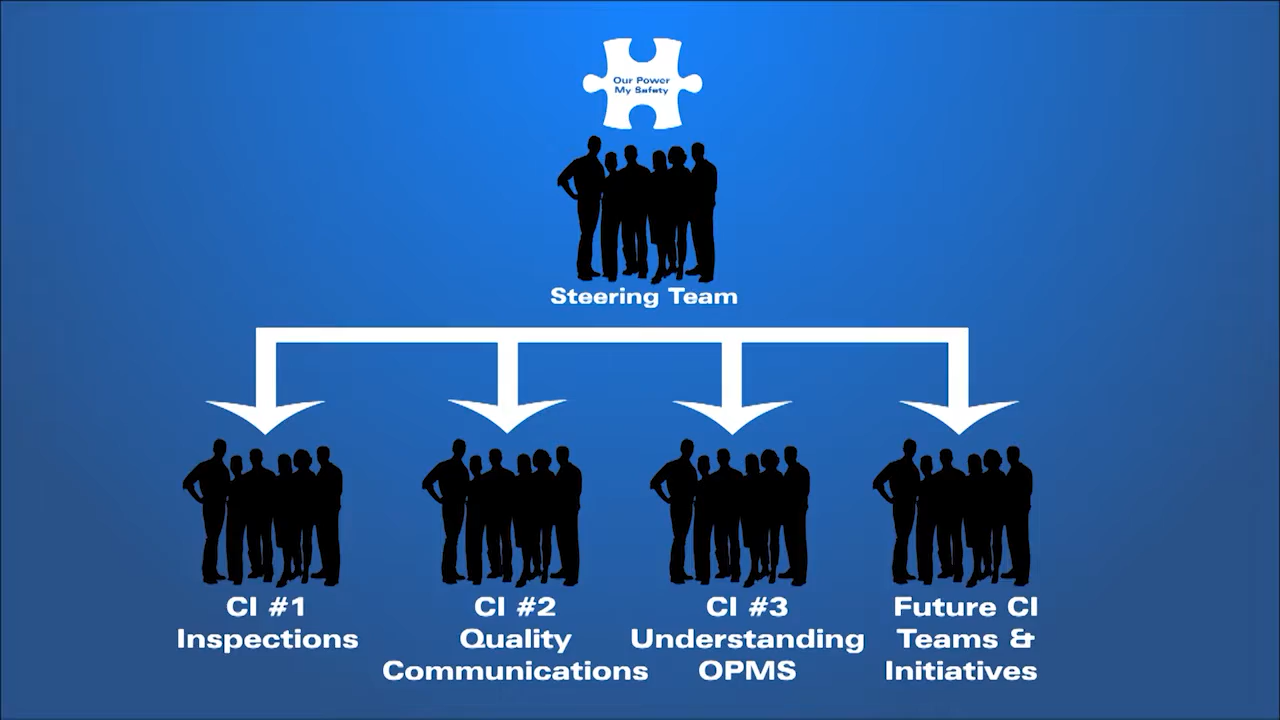 Our Power
My Safety
Steering Team
CI #1
Inspections
CI #2
Quality
Communications
CI #3
Understanding
OPMS
Future CI
Teams &
Initiatives